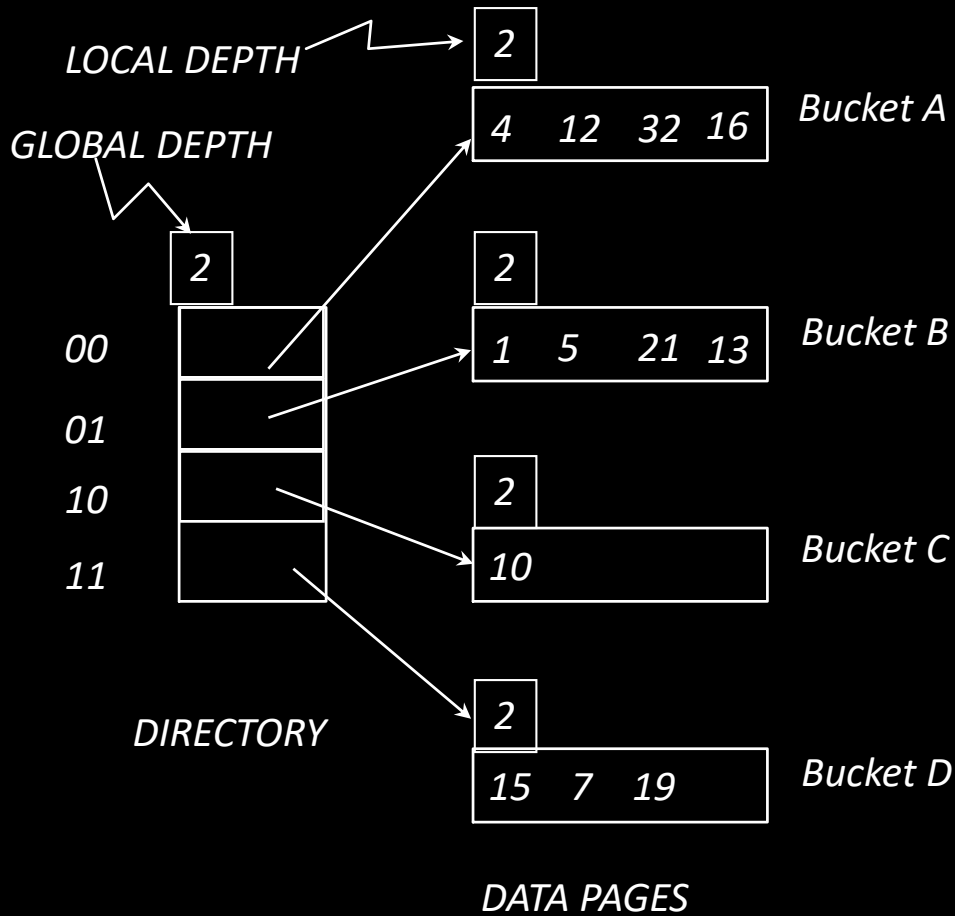 2
LOCAL DEPTH
Bucket A
4 12 32 16
GLOBAL DEPTH
2
2
00
Bucket B
1 5 21 13
01
10
2
Bucket C
10
11
2
DIRECTORY
Bucket D
15 7 19
DATA PAGES